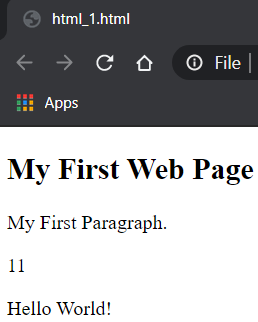 html_1.html
File
Apps
My First Web Page
My First Paragraph.
11
Hello World!